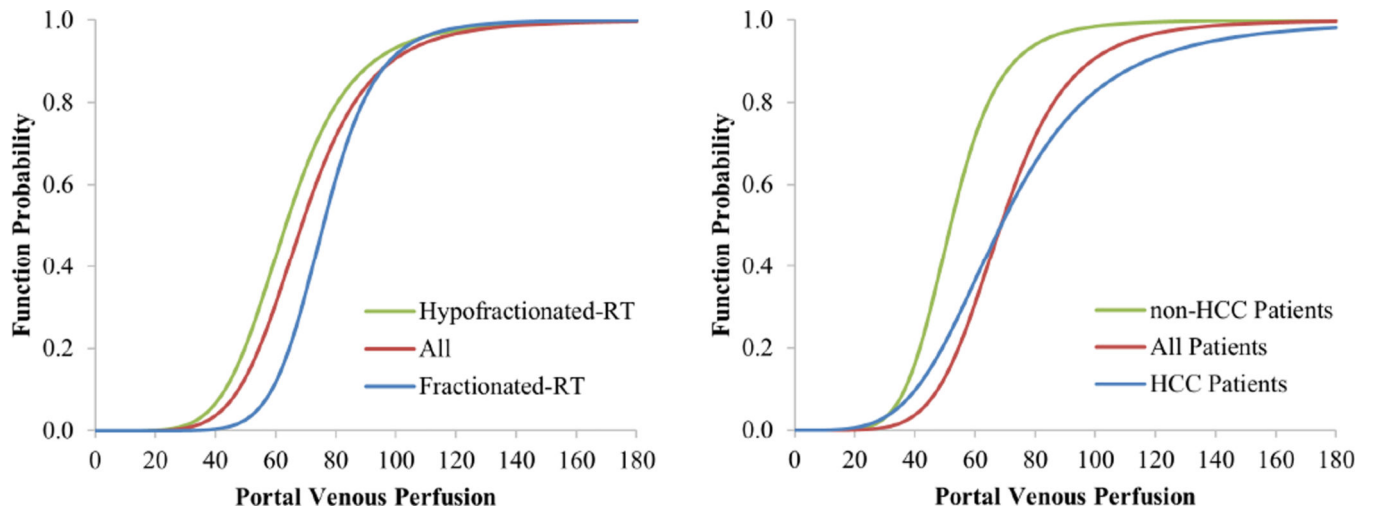 1.0
0.8
0.6
0.4
0.2
0.0
Function Probability
Hypofractionated-RT
All
Fractionated-RT
0 20 40 60 80 100 120 140 160 180
Portal Venous Perfusion
1.0
0.8
0.6
0.4
0.2
0.0
Function Probability
non-HCC Patients
All Patients
HCC Patients
0 20 40 60 80 100 120 140 160 180
Portal Venous Perfusion